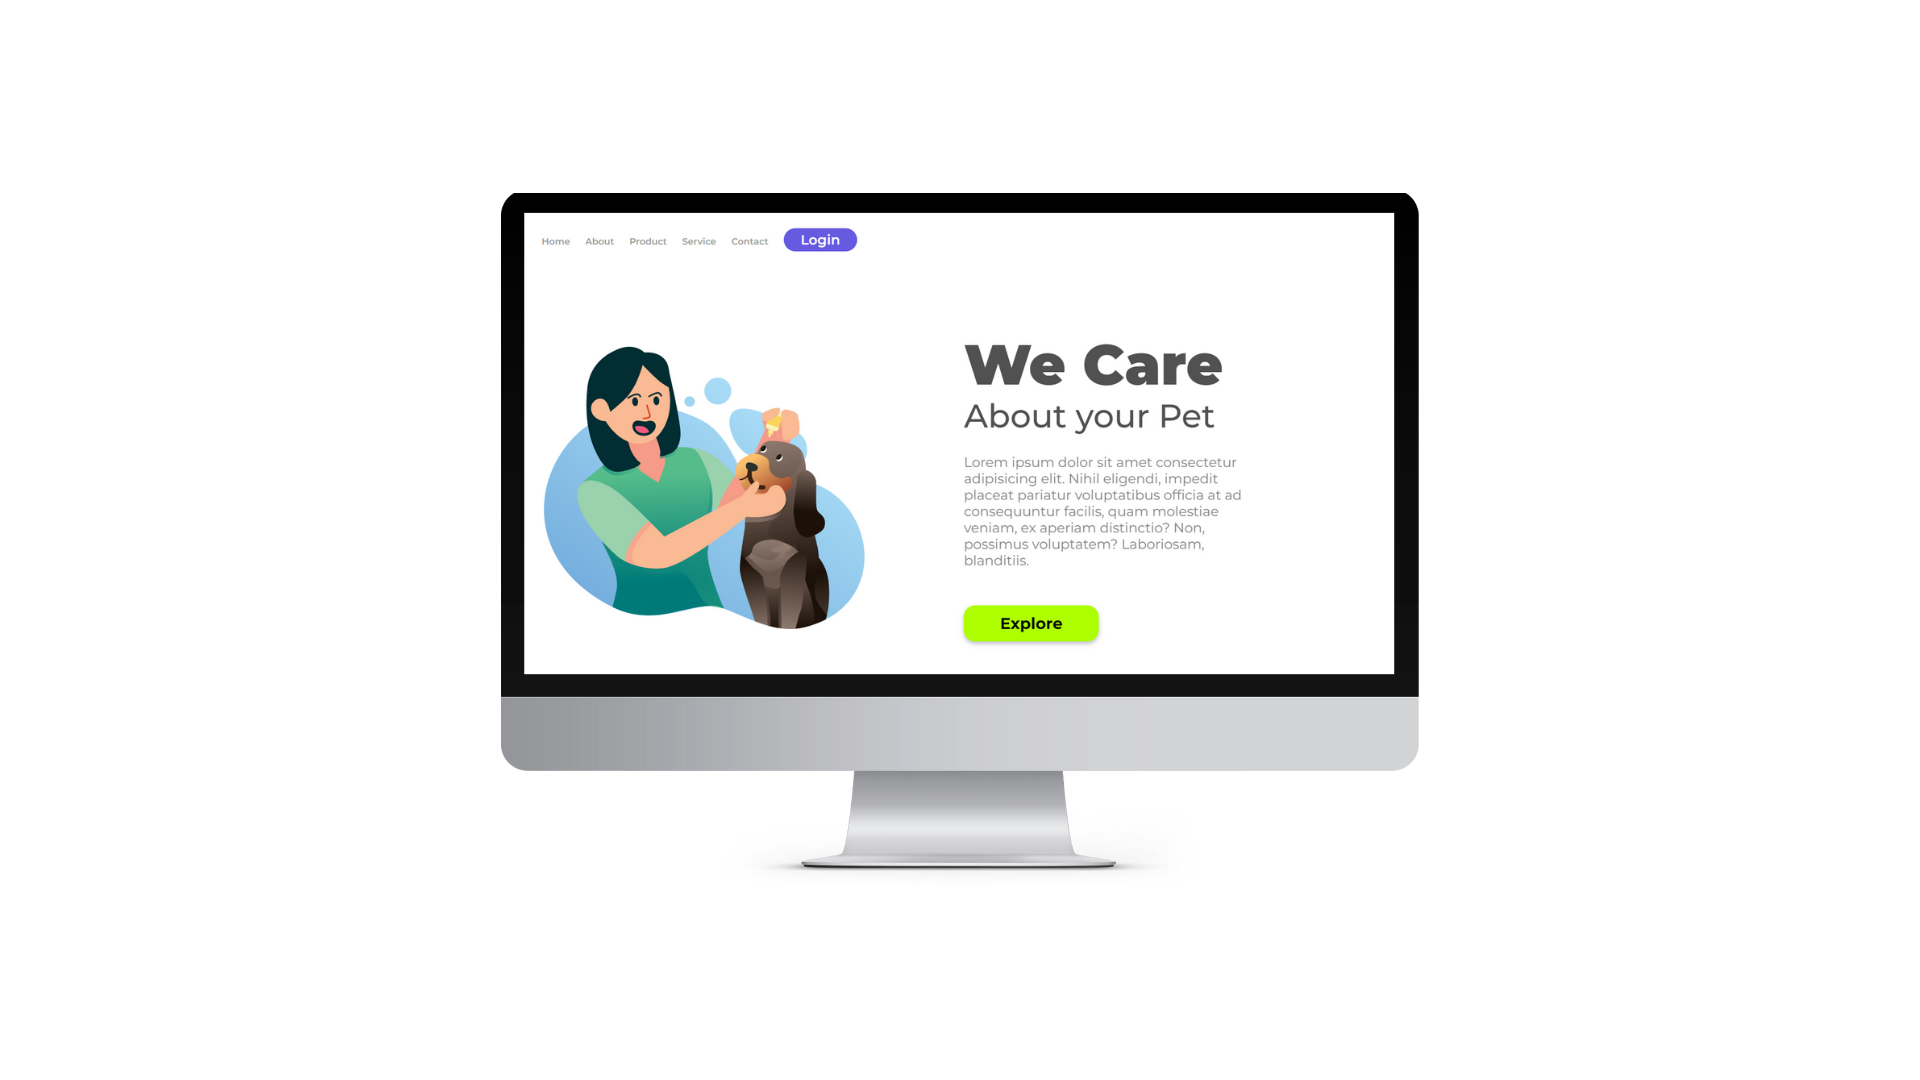 Home About Product Service Contact Login
We Care
About your Pet
Lorem ipsum dolor sit amet consectetur
adipisicing elit. Nihil eligendi, impedit
placeat pariatur voluptatibus officia at ad
consequuntur facilis, quam molestiae
veniam, ex aperiam distinctio? Non,
possimus voluptatem? Laboriosam,
blanditiis.
Explore